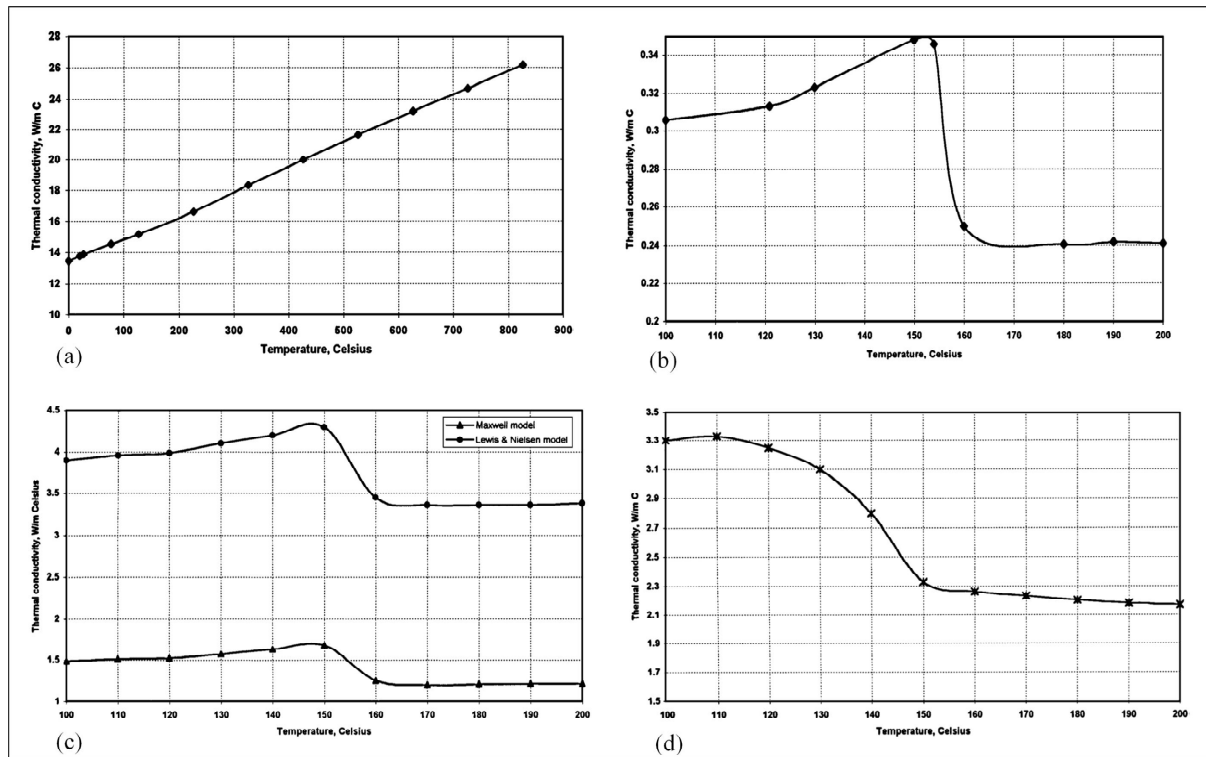 Thermal conductivity, W/m C
26
24
22
20
18
16
14
12
10
0 100 200 300 400 500 600 700 800 900
Temperature, Celsius
(a)
Thermal conductivity, W/m C
0.34
0.32
0.3
0.28
0.26
0.24
0.22
0.2
100 110 120 130 140 150 160 170 180 190 200
Temperature, Celsius
(b)
Thermal conductivity, W/m Celsius
4.5
4
3.5
3
2.5
2
1.5
1
Maxwell model
Lewis & Nielsen model
100 110 120 130 140 150 160 170 180 190 200
Temperature, Celsius
(c)
Thermal conductivity, W/m C
3.5
3.3
3.1
2.9
2.7
2.5
2.3
2.1
1.9
1.7
1.5
100 110 120 130 140 150 160 170 180 190 200
Temperature, Celsius
(d)